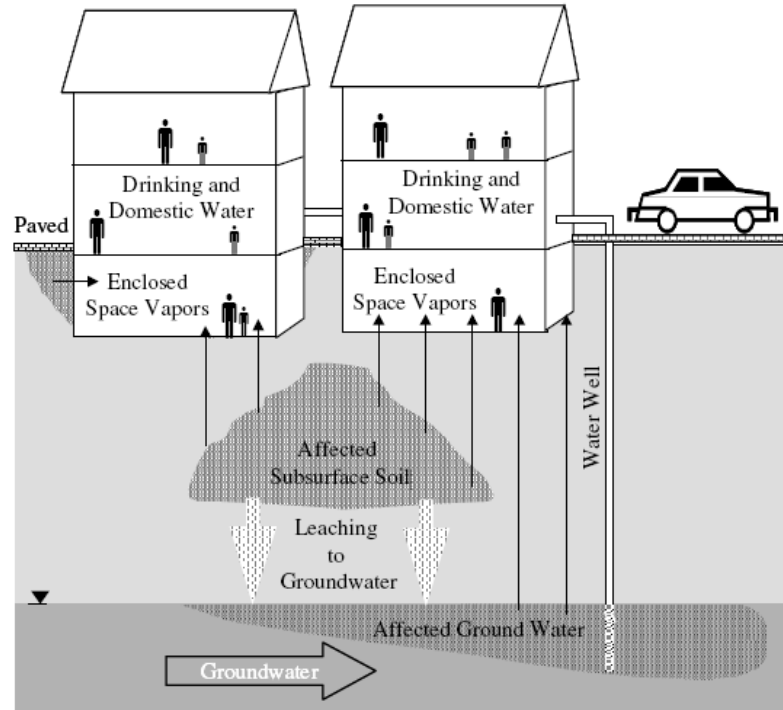 Drinking and
Domestic Water
Drinking and
Domestic Water
Paved
Enclosed
Space Vapors
Enclosed
Space Vapors
Water Well
Affected
Subsurface Soil
Leaching
to
Groundwater
Affected Ground Water
Groundwater